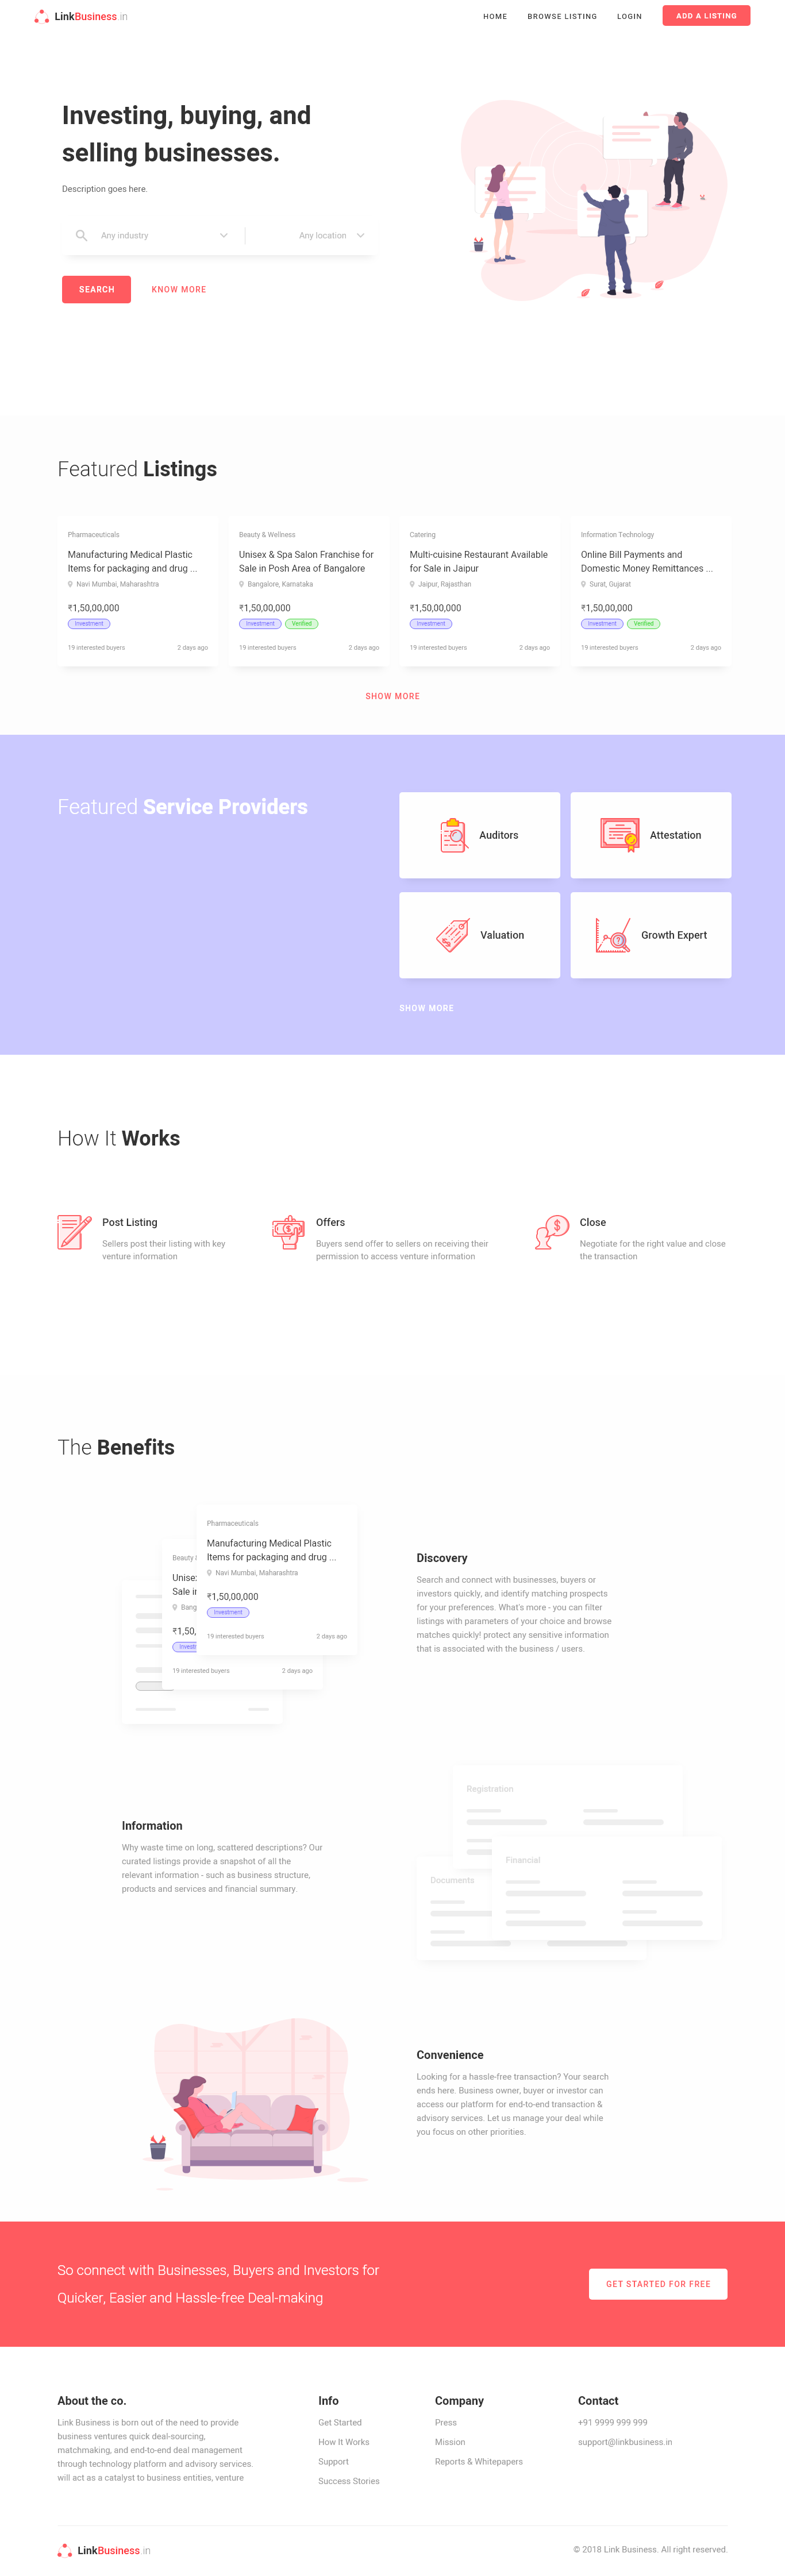 LinkBusiness.in
HOME BROWSE LISTING LOGIN ADD A LISTING
Investing, buying, and
selling businesses.
Description goes here.
Any industry Any location
SEARCH KNOW MORE
Featured Listings
Pharmaceuticals
Manufacturing Medical Plastic
Items for packaging and drug ...
Navi Mumbai, Maharashtra
₹1,50,00,000
Investment
19 interested buyers 2 days ago
Beauty & Wellness
Unisex & Spa Salon Franchise for
Sale in Posh Area of Bangalore
Bangalore, Karnataka
₹1,50,00,000
Investment Verified
19 interested buyers 2 days ago
Catering
Multi-cuisine Restaurant Available
for Sale in Jaipur
Jaipur, Rajasthan
₹1,50,00,000
Investment
19 interested buyers 2 days ago
Information Technology
Online Bill Payments and
Domestic Money Remittances ...
Surat, Gujarat
₹1,50,00,000
Investment Verified
19 interested buyers 2 days ago
SHOW MORE
Featured Service Providers
Auditors
Attestation
Valuation
Growth Expert
SHOW MORE
How It Works
Post Listing
Sellers post their listing with key
venture information
Offers
Buyers send offer to sellers on receiving their
permission to access venture information
Close
Negotiate for the right value and close
the transaction
The Benefits
Pharmaceuticals
Manufacturing Medical Plastic
Items for packaging and drug ...
Navi Mumbai, Maharashtra
₹1,50,00,000
Investment
19 interested buyers 2 days ago
Beauty
Unisex
Sale in
Bang
₹1,50,
Investm
19 interested buyers 2 days ago
Discovery
Search and connect with businesses, buyers or
investors quickly, and identify matching prospects
for your preferences. What's more - you can filter
listings with parameters of your choice and browse
matches quickly! protect any sensitive information
that is associated with the business / users.
Information
Why waste time on long, scattered descriptions? Our
curated listings provide a snapshot of all the
relevant information - such as business structure,
products and services and financial summary.
Registration
Financial
Documents
Convenience
Looking for a hassle-free transaction? Your search
ends here. Business owner, buyer or investor can
access our platform for end-to-end transaction &
advisory services. Let us manage your deal while
you focus on other priorities.
So connect with Businesses, Buyers and Investors for
Quicker, Easier and Hassle-free Deal-making
GET STARTED FOR FREE
About the co.
Link Business is born out of the need to provide
business ventures quick deal-sourcing,
matchmaking, and end-to-end deal management
through technology platform and advisory services.
will act as a catalyst to business entities, venture
Info
Get Started
How It Works
Support
Success Stories
Company
Press
Mission
Reports & Whitepapers
Contact
+91 9999 999 999
support@linkbusiness.in
LinkBusiness.in
© 2018 Link Business. All right reserved.